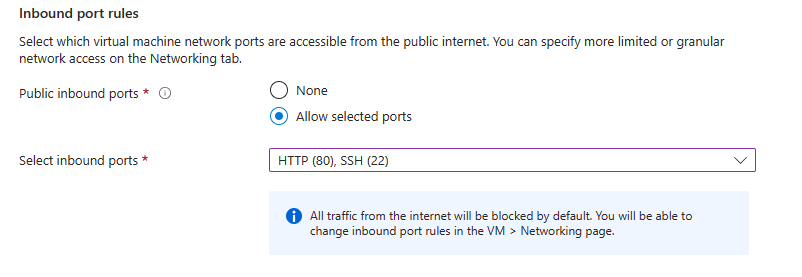 Inbound port rules
Select which virtual machine network ports are accessible from the public internet. You can specify more limited or granular
network access on the Networking tab.
Public inbound ports *
None
Allow selected ports
Select inbound ports *
HTTP (80), SSH (22)
All traffic from the internet will be blocked by default. You will be able to
change inbound port rules in the VM > Networking page.